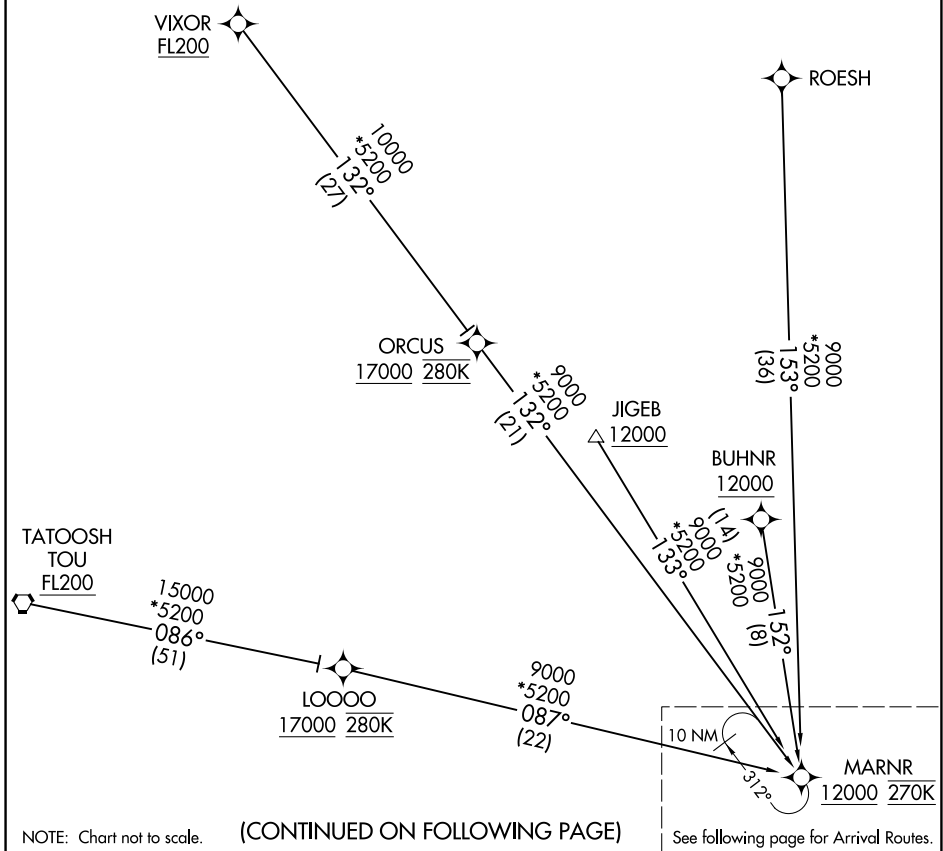 VIXOR
FL200
ROESH
10000
*5200
132°
(27)
ORCUS
17000 280K
9000
*5200
132°
(21)
9000
*5200
153°
(36)
JIGEB
12000
BUHNR
12000
(14)
9000
*5200
133°
9000
*5200
152°
(8)
TATOOSH
TOU
FL200
15000
*5200
086°
(51)
LOOOO
17000 280K
9000
*5200
087°
(22)
10 NM
312°
MARNR
12000 270K
NOTE: Chart not to scale.
(CONTINUED ON FOLLOWING PAGE)
See following page for Arrival Routes.